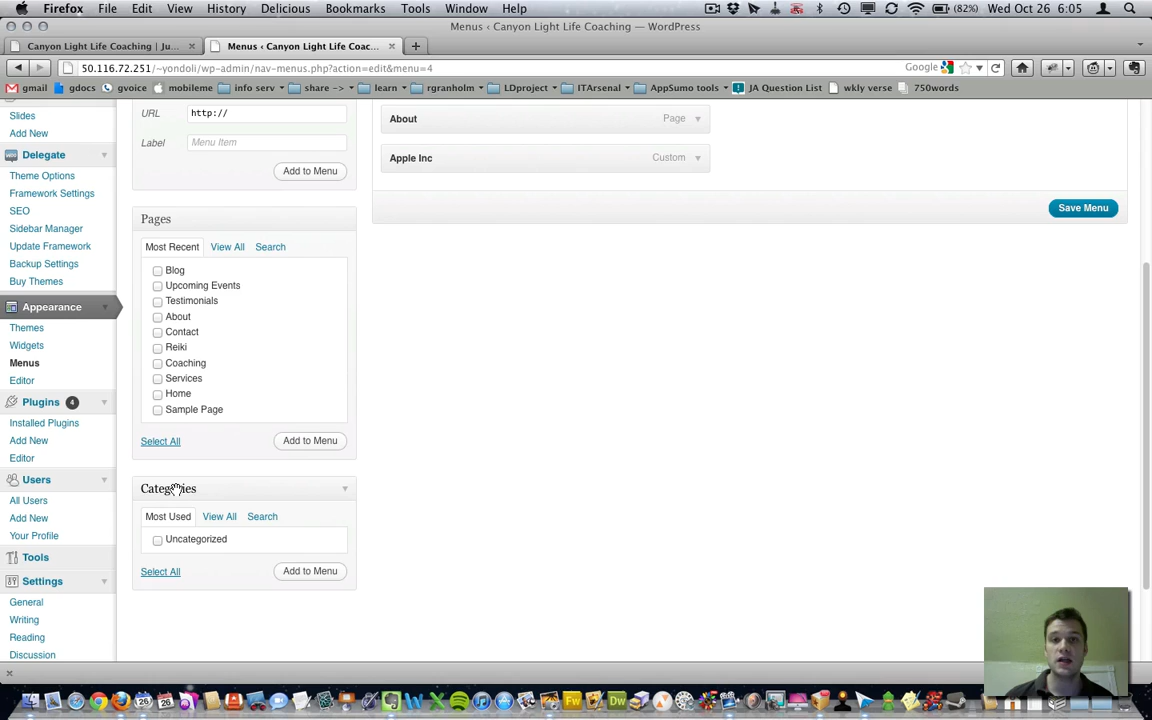 Firefox File Edit View History Delicious Bookmarks Tools Window Help (82%) Wed Oct 26 6:05
Menus ‹ Canyon Light Life Coaching — WordPress
Canyon Light Life Coaching | Ju... Menus ‹ Canyon Light Life Coac...
50.116.72.251/~yondoli/wp-admin/nav-menus.php?action=edit&menu=4 Google
gmail gdocs gvoice mobileme info serv share -> learn rgranholm LDproject ITArsenal AppSumo tools JA Question List wkly verse 750words
Slides
Add New
Delegate
Theme Options
Framework Settings
SEO
Sidebar Manager
Update Framework
Backup Settings
Buy Themes
Appearance
Themes
Widgets
Menus
Editor
Plugins 4
Installed Plugins
Add New
Editor
Users
All Users
Add New
Your Profile
Tools
Settings
General
Writing
Reading
Discussion
URL http://
Label Menu Item
Add to Menu
Pages
Most Recent View All Search
Blog
Upcoming Events
Testimonials
About
Contact
Reiki
Coaching
Services
Home
Sample Page
Select All Add to Menu
Categories
Most Used View All Search
Uncategorized
Select All Add to Menu
About Page
Apple Inc Custom
Save Menu